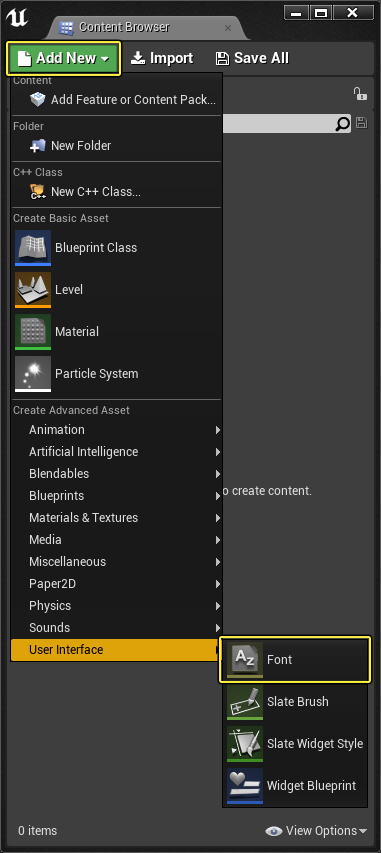 Content Browser
Add New
Import
Save All
Content
Add Feature or Content Pack...
Folder
New Folder
C++ Class
New C++ Class...
Create Basic Asset
Blueprint Class
Level
Material
Particle System
Create Advanced Asset
Animation
Artificial Intelligence
Blendables
Blueprints
o create content.
Materials & Textures
Media
Miscellaneous
Paper2D
Physics
Sounds
User Interface
Font
Slate Brush
Slate Widget Style
Widget Blueprint
0 items
View Options